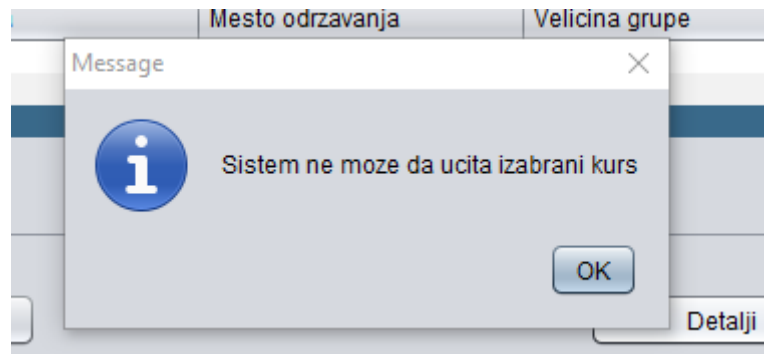 Mesto odrzavanja Velicina grupe
Message
Sistem ne moze da ucita izabrani kurs
OK
Detalji